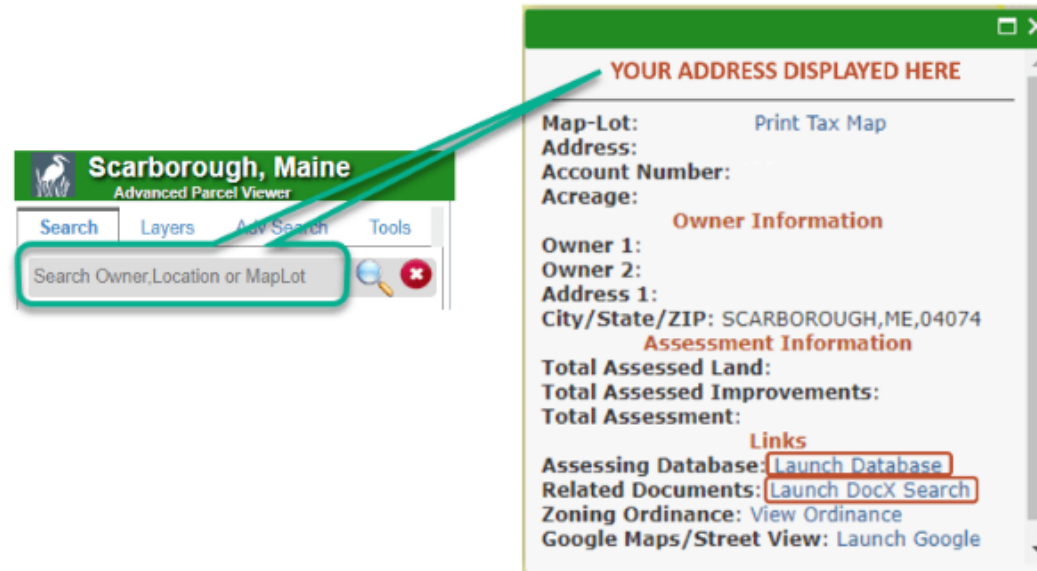 Scarborough, Maine
Advanced Parcel Viewer
Search Layers Adv Search Tools
Search Owner,Location or MapLot
YOUR ADDRESS DISPLAYED HERE
Map-Lot: Print Tax Map
Address:
Account Number:
Acreage:
Owner Information
Owner 1:
Owner 2:
Address 1:
City/State/ZIP: SCARBOROUGH,ME,04074
Assessment Information
Total Assessed Land:
Total Assessed Improvements:
Total Assessment:
Links
Assessing Database: Launch Database
Related Documents: Launch DocX Search
Zoning Ordinance: View Ordinance
Google Maps/Street View: Launch Google